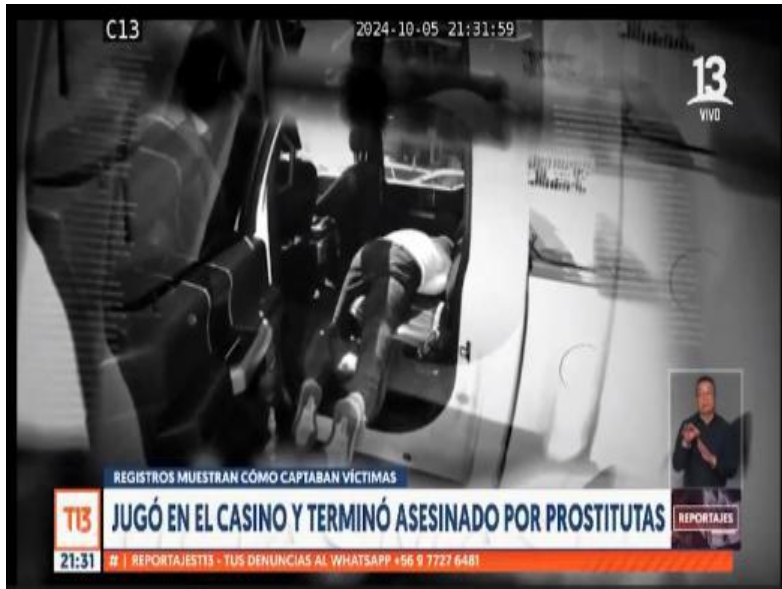 C13
2024-10-05 21:31:59
13
VIVO
REGISTROS MUESTRAN CÓMO CAPTABAN VÍCTIMAS
T13
JUGÓ EN EL CASINO Y TERMINÓ ASESINADO POR PROSTITUTAS
REPORTAJES
21:31
# | REPORTAJEST13 - TUS DENUNCIAS AL WHATSAPP +56 9 7727 6481